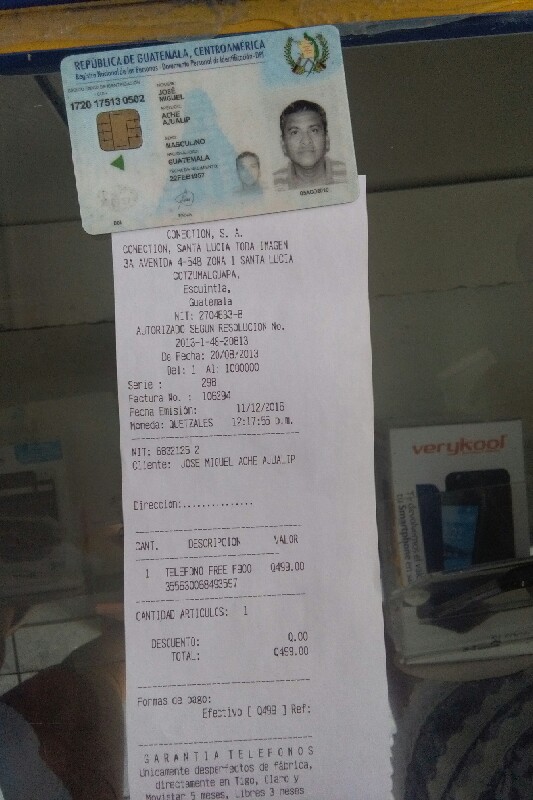 REPÚBLICA DE GUATEMALA, CENTROAMÉRICA
Registro Nacional de las Personas - Documento Personal de Identificación-DPI
1720 17513 0502
JOSÉ
MIGUEL
ACHE
AJUALIP
MASCULINO
GUATEMALA
22FEB1957
CONECTION, S. A.
CONECTION, SANTA LUCIA TODA IMAGEN
3A AVENIDA 4-54B ZONA 1 SANTA LUCIA
COTZUMALGUAPA,
Escuintla,
Guatemala
NIT: 2704893-8
AUTORIZADO SEGUN RESOLUCION No.
2013-1-48-20813
De Fecha: 20/08/2013
Del: 1 Al: 1000000
Serie : 298
Factura No. : 106294
Fecha Emisión: 11/12/2015
Moneda: QUETZALES 12:17:55 p.m.
NIT: 6832125 2
Cliente: JOSE MIGUEL ACHE AJUALIP
Direccion:..............
CANT. DESCRIPCION VALOR
1 TELEFONO FREE F300 Q499.00
355630068493567
CANTIDAD ARTICULOS: 1
DESCUENTO: 0.00
TOTAL: Q499.00
Formas de pago:
Efectivo [ Q499 ] Ref:
GARANTIA TELEFONOS
Unicamente desperfectos de fábrica,
directamente en Tigo, Claro y
Movistar 5 meses, Libres 3 meses
verykool